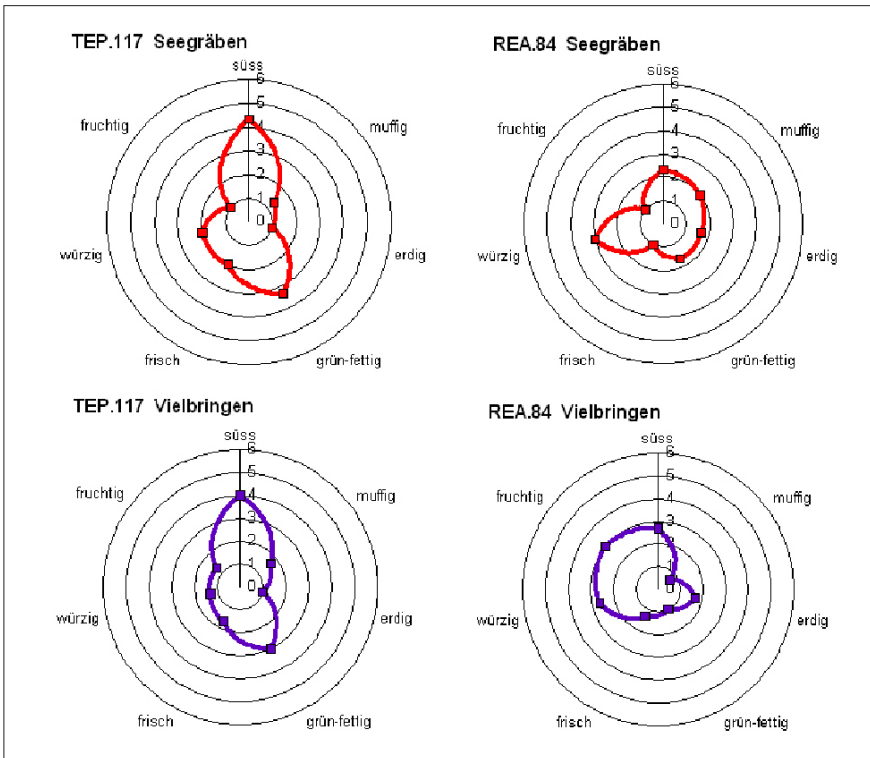 TEP.117 Seegräben
süss
6
5
4
3
2
1
0
fruchtig
muffig
würzig
erdig
frisch
grün-fettig
REA.84 Seegräben
süss
6
5
4
3
2
1
0
fruchtig
muffig
würzig
erdig
frisch
grün-fettig
TEP.117 Vielbringen
süss
6
5
4
3
2
1
0
fruchtig
muffig
würzig
erdig
frisch
grün-fettig
REA.84 Vielbringen
süss
6
5
4
3
2
1
0
fruchtig
muffig
würzig
erdig
frisch
grün-fettig